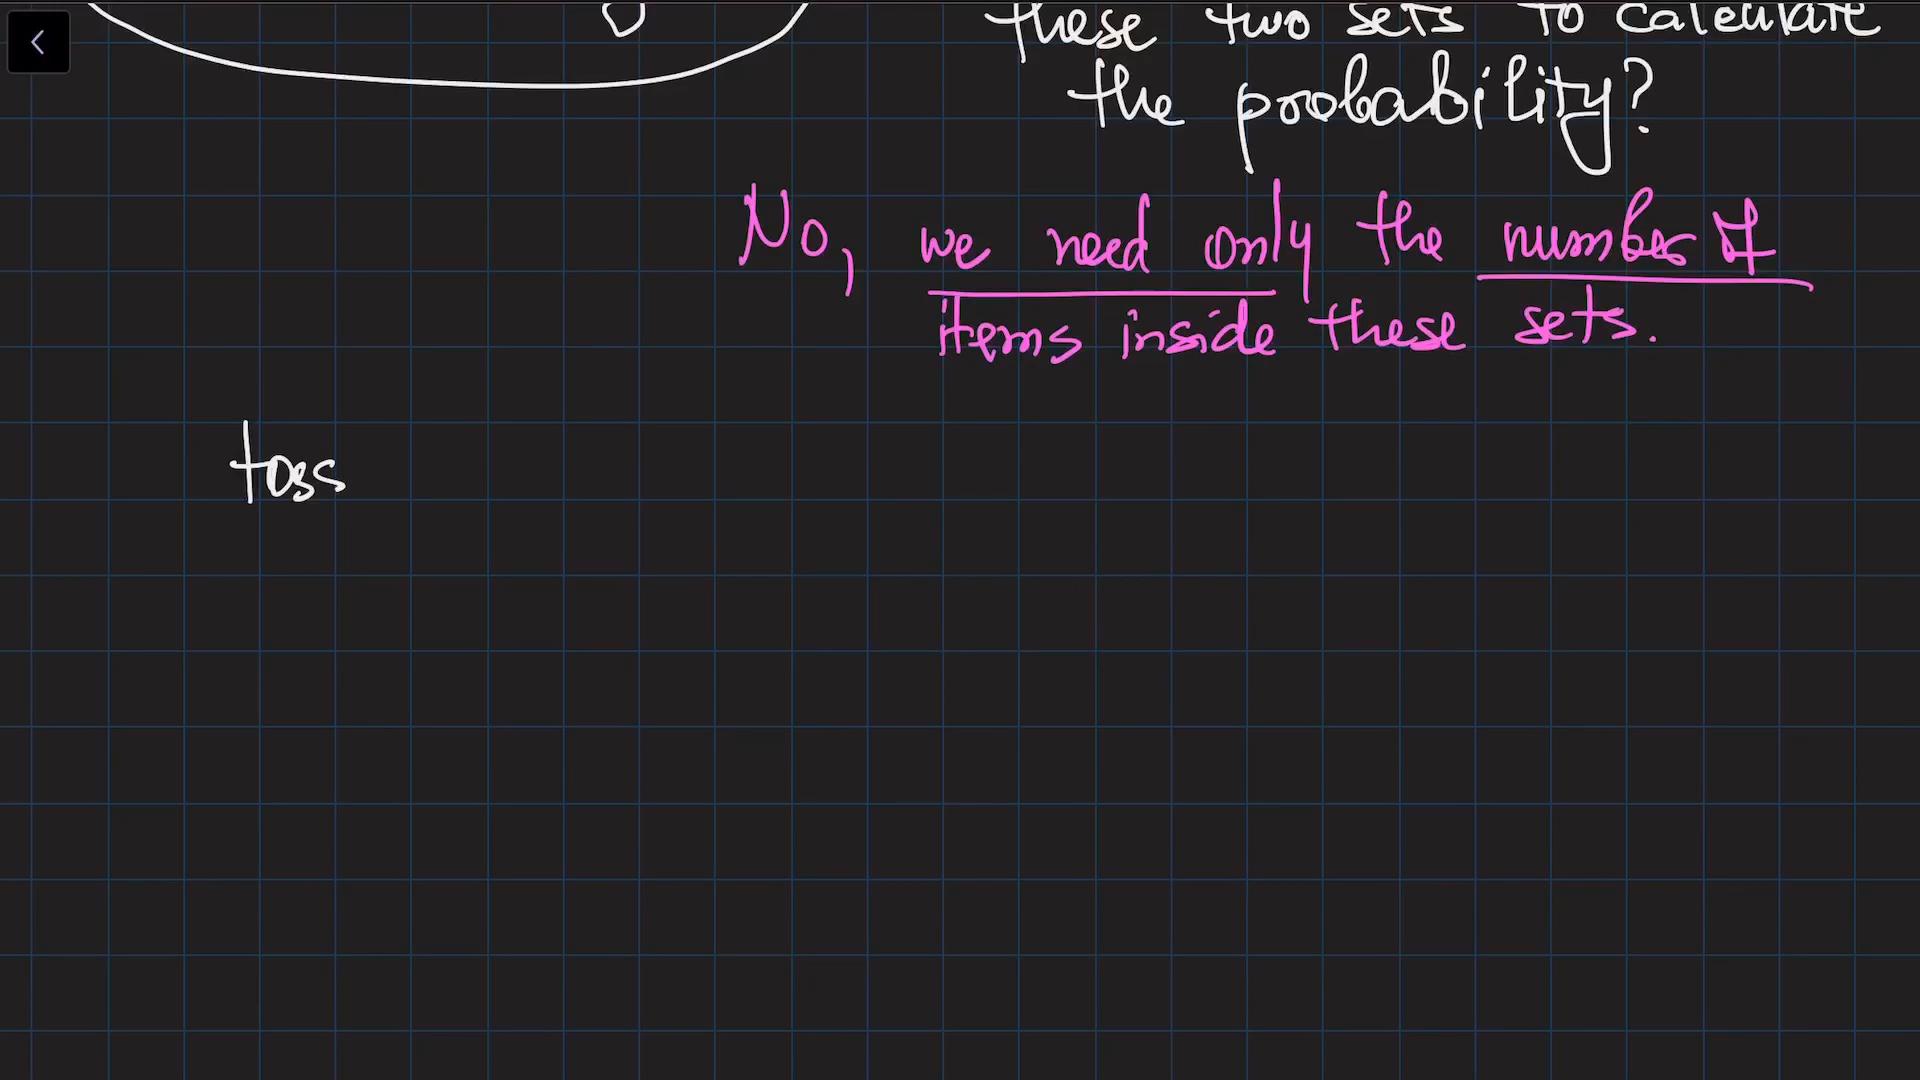 these two sets to calculate
the probability?
No, we need only the number of
items inside these sets.
toss